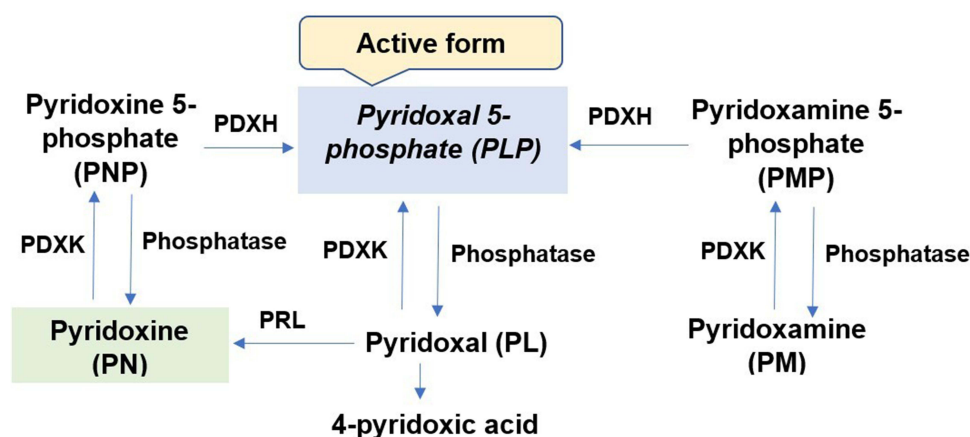 Active form
Pyridoxine 5-
phosphate
(PNP)
PDXH
Pyridoxal 5-
phosphate (PLP)
PDXH
Pyridoxamine 5-
phosphate
(PMP)
PDXK
Phosphatase
PDXK
Phosphatase
PDXK
Phosphatase
Pyridoxine
(PN)
PRL
Pyridoxal (PL)
Pyridoxamine
(PM)
4-pyridoxic acid